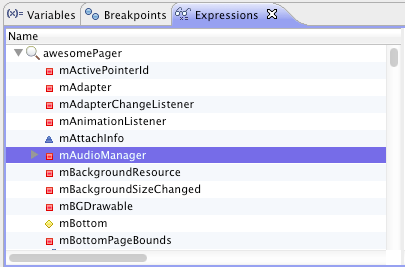 (x)= Variables Breakpoints Expressions
Name
awesomePager
mActivePointerId
mAdapter
mAdapterChangeListener
mAnimationListener
mAttachInfo
mAudioManager
mBackgroundResource
mBackgroundSizeChanged
mBGDrawable
mBottom
mBottomPageBounds